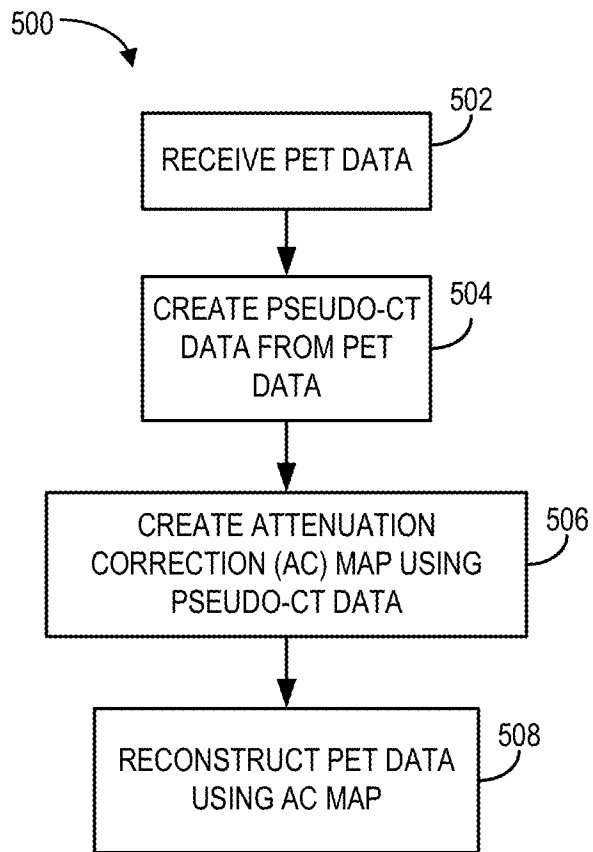 500
502
RECEIVE PET DATA
504
CREATE PSEUDO-CT
DATA FROM PET
DATA
506
CREATE ATTENUATION
CORRECTION (AC) MAP USING
PSEUDO-CT DATA
508
RECONSTRUCT PET DATA
USING AC MAP